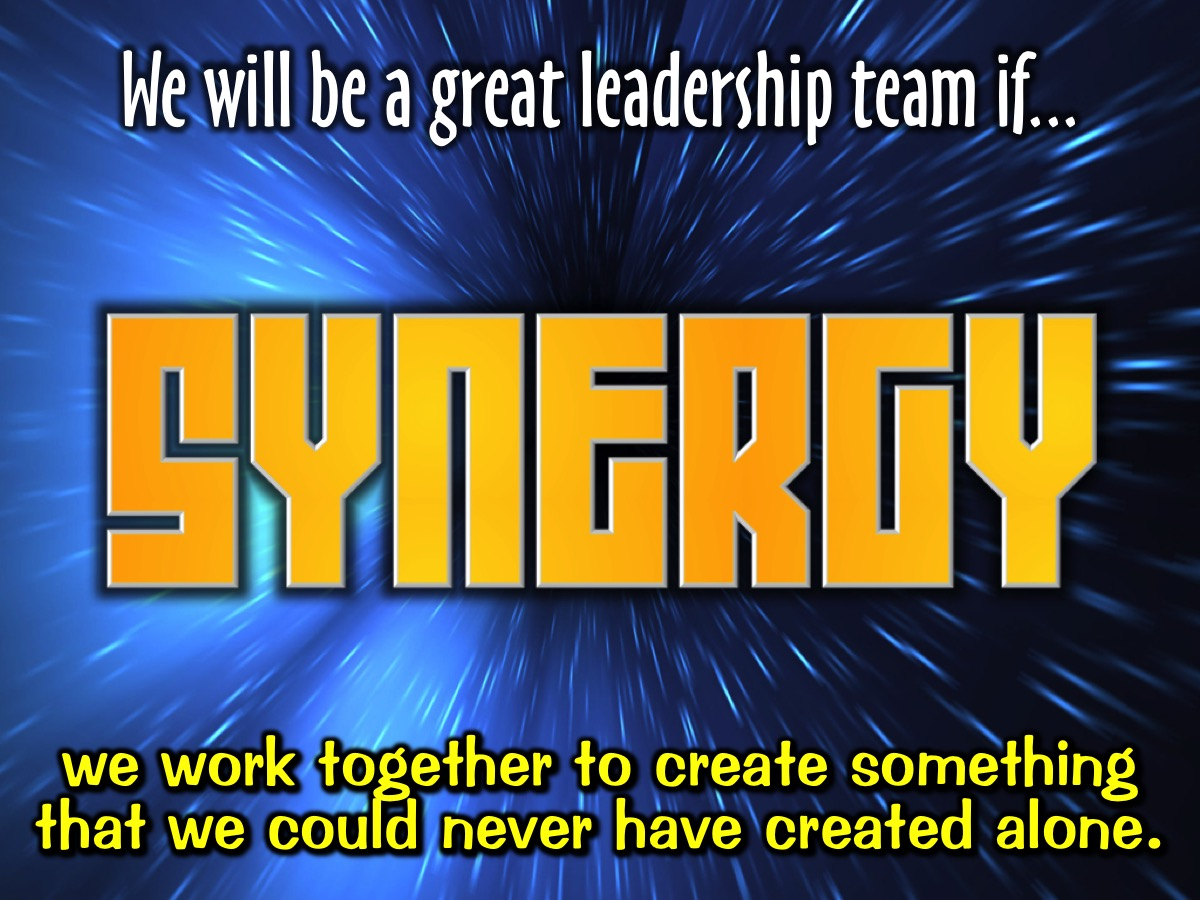 We will be a great leadership team if...
SYNERGY
we work together to create something
that we could never have created alone.